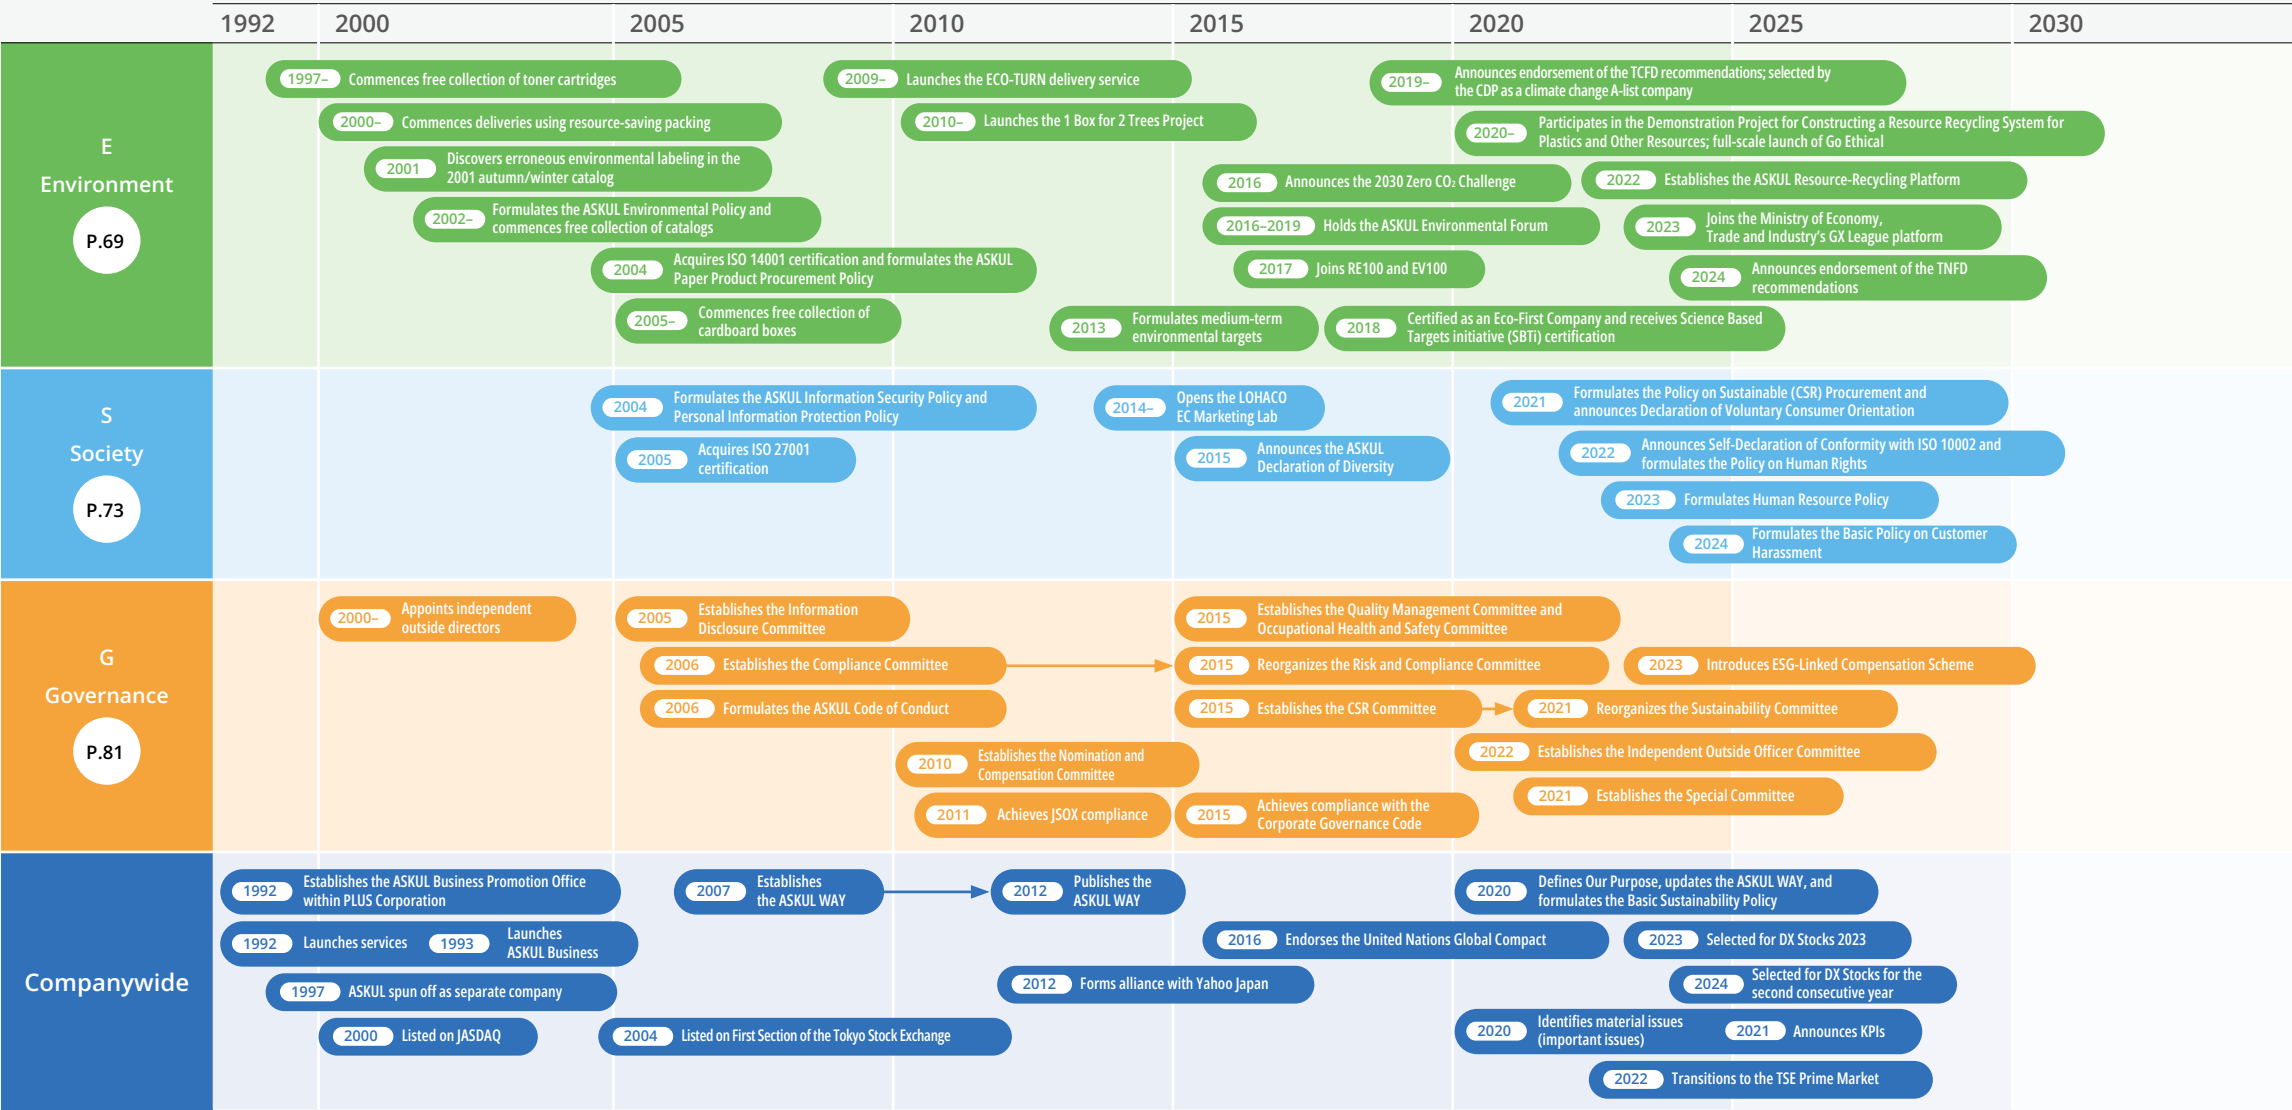 1992 2000 2005 2010 2015 2020 2025 2030
E
Environment
P.69
1997– Commences free collection of toner cartridges
2009– Launches the ECO-TURN delivery service
2019– Announces endorsement of the TCFD recommendations; selected by
the CDP as a climate change A-list company
2000– Commences deliveries using resource-saving packing
2010– Launches the 1 Box for 2 Trees Project
2020– Participates in the Demonstration Project for Constructing a Resource Recycling System for
Plastics and Other Resources; full-scale launch of Go Ethical
2001 Discovers erroneous environmental labeling in the
2001 autumn/winter catalog
2016 Announces the 2030 Zero CO₂ Challenge
2022 Establishes the ASKUL Resource-Recycling Platform
2002– Formulates the ASKUL Environmental Policy and
commences free collection of catalogs
2016–2019 Holds the ASKUL Environmental Forum
2023 Joins the Ministry of Economy,
Trade and Industry's GX League platform
2004 Acquires ISO 14001 certification and formulates the ASKUL
Paper Product Procurement Policy
2017 Joins RE100 and EV100
2024 Announces endorsement of the TNFD
recommendations
2005– Commences free collection of
cardboard boxes
2013 Formulates medium-term
environmental targets
2018 Certified as an Eco-First Company and receives Science Based
Targets initiative (SBTi) certification
S
Society
P.73
2004 Formulates the ASKUL Information Security Policy and
Personal Information Protection Policy
2014– Opens the LOHACO
EC Marketing Lab
2021 Formulates the Policy on Sustainable (CSR) Procurement and
announces Declaration of Voluntary Consumer Orientation
2005 Acquires ISO 27001
certification
2015 Announces the ASKUL
Declaration of Diversity
2022 Announces Self-Declaration of Conformity with ISO 10002 and
formulates the Policy on Human Rights
2023 Formulates Human Resource Policy
2024 Formulates the Basic Policy on Customer
Harassment
G
Governance
P.81
2000– Appoints independent
outside directors
2005 Establishes the Information
Disclosure Committee
2015 Establishes the Quality Management Committee and
Occupational Health and Safety Committee
2006 Establishes the Compliance Committee
2015 Reorganizes the Risk and Compliance Committee
2023 Introduces ESG-Linked Compensation Scheme
2006 Formulates the ASKUL Code of Conduct
2015 Establishes the CSR Committee
2021 Reorganizes the Sustainability Committee
2010 Establishes the Nomination and
Compensation Committee
2022 Establishes the Independent Outside Officer Committee
2021 Establishes the Special Committee
2011 Achieves JSOX compliance
2015 Achieves compliance with the
Corporate Governance Code
Companywide
1992 Establishes the ASKUL Business Promotion Office
within PLUS Corporation
2007 Establishes
the ASKUL WAY
2012 Publishes the
ASKUL WAY
2020 Defines Our Purpose, updates the ASKUL WAY, and
formulates the Basic Sustainability Policy
1992 Launches services
1993 Launches
ASKUL Business
2016 Endorses the United Nations Global Compact
2023 Selected for DX Stocks 2023
1997 ASKUL spun off as separate company
2012 Forms alliance with Yahoo Japan
2024 Selected for DX Stocks for the
second consecutive year
2000 Listed on JASDAQ
2004 Listed on First Section of the Tokyo Stock Exchange
2020 Identifies material issues
(important issues)
2021 Announces KPIs
2022 Transitions to the TSE Prime Market